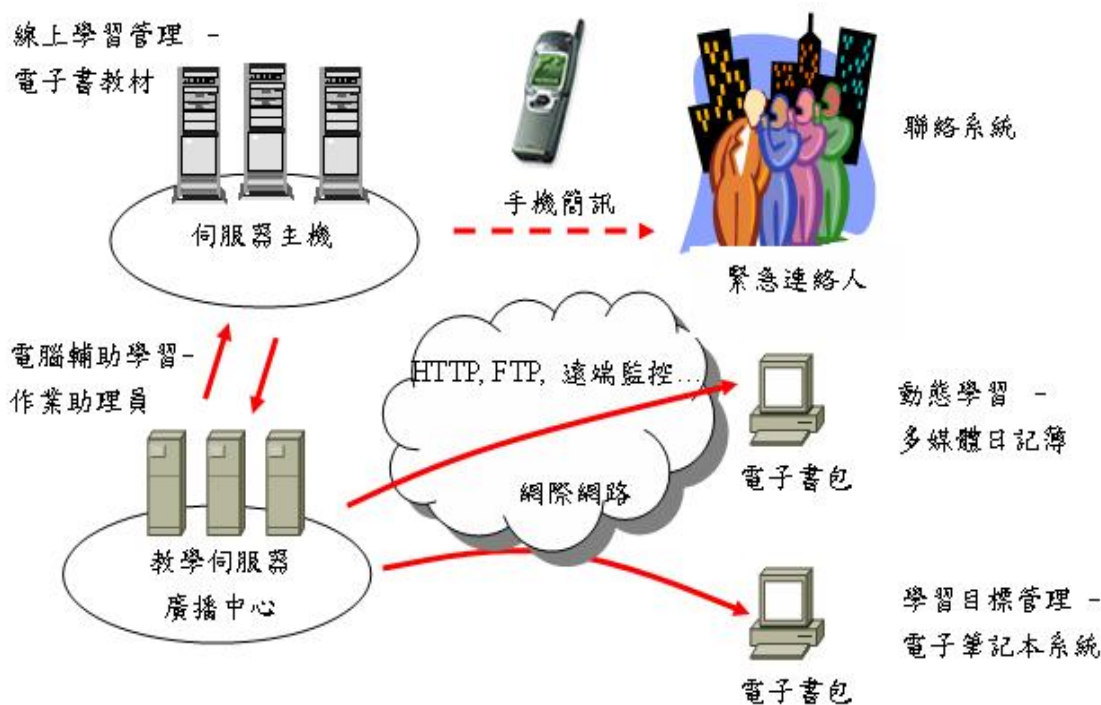 線上學習管理 -
電子書教材
伺服器主機
手機簡訊
聯絡系統
緊急連絡人
電腦輔助學習-
作業助理員
HTTP, FTP, 遠端監控...
網際網路
動態學習 -
多媒體日記簿
電子書包
教學伺服器
廣播中心
學習目標管理 -
電子筆記本系統
電子書包